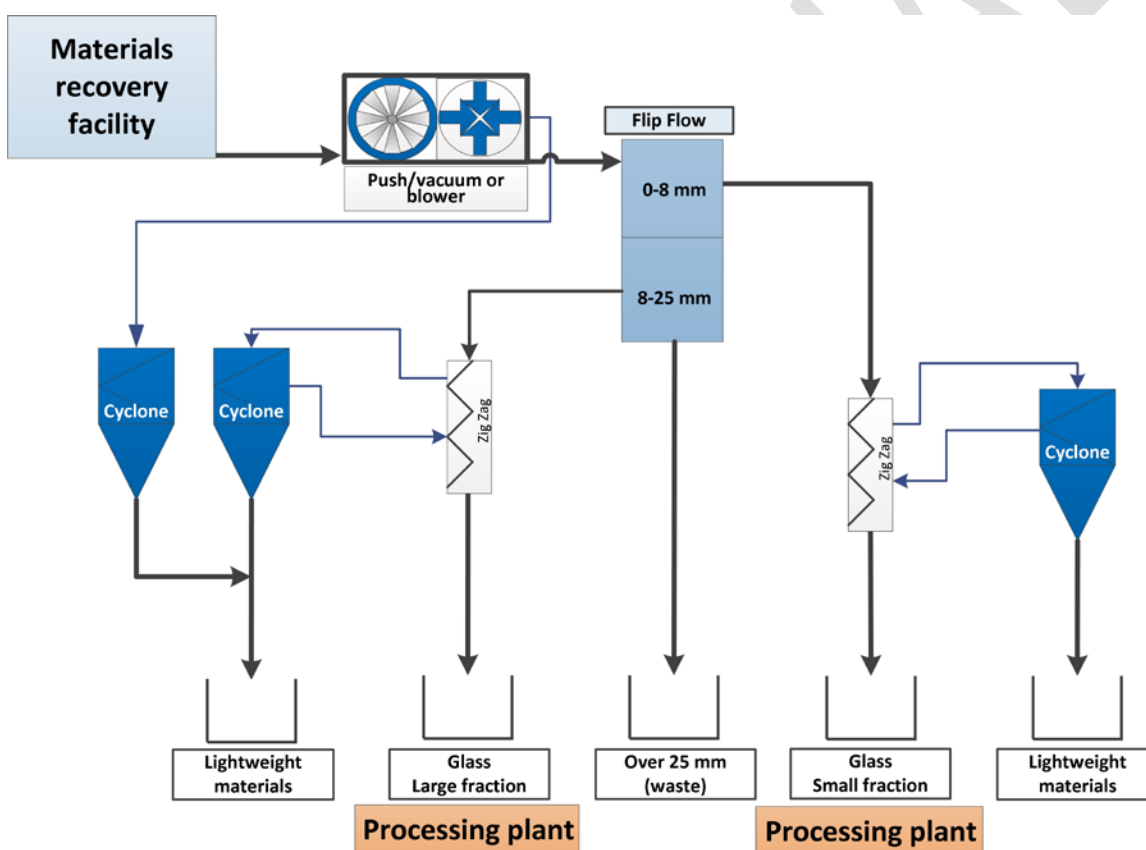 Materials
recovery
facility
Push/vacuum or
blower
Flip Flow
0-8 mm
8-25 mm
Cyclone
Cyclone
Zig Zag
Zig Zag
Cyclone
Lightweight
materials
Glass
Large fraction
Over 25 mm
(waste)
Glass
Small fraction
Lightweight
materials
Processing plant
Processing plant